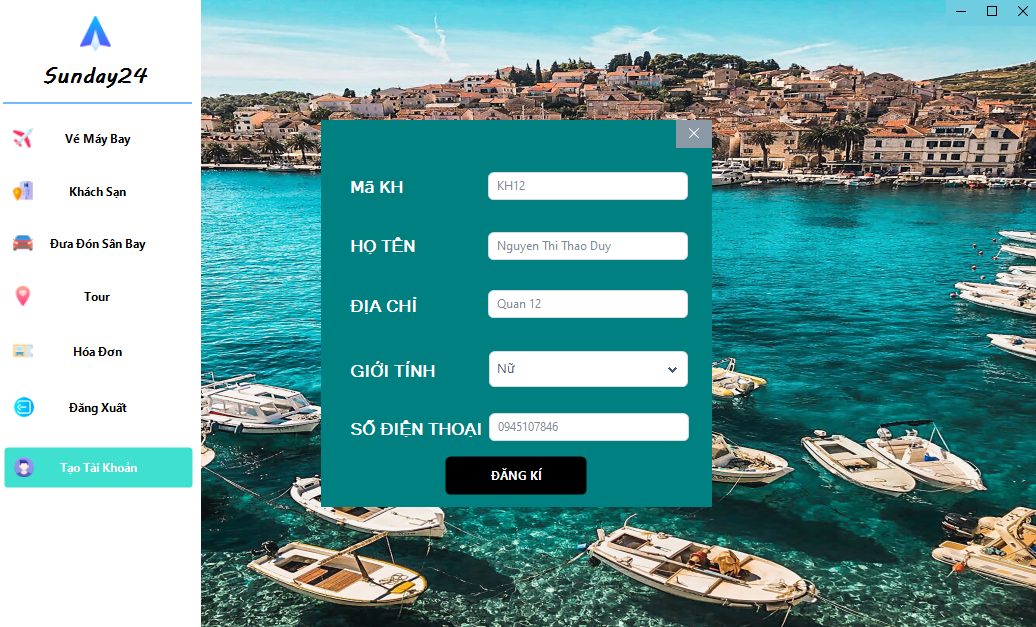 Sunday24
Vé Máy Bay
Khách Sạn
Đưa Đón Sân Bay
Tour
Hóa Đơn
Đăng Xuất
Tạo Tài Khoản
Mã KH
KH12
HỌ TÊN
Nguyen Thi Thao Duy
ĐỊA CHỈ
Quan 12
GIỚI TÍNH
Nữ
SỐ ĐIỆN THOẠI
0945107846
ĐĂNG KÍ